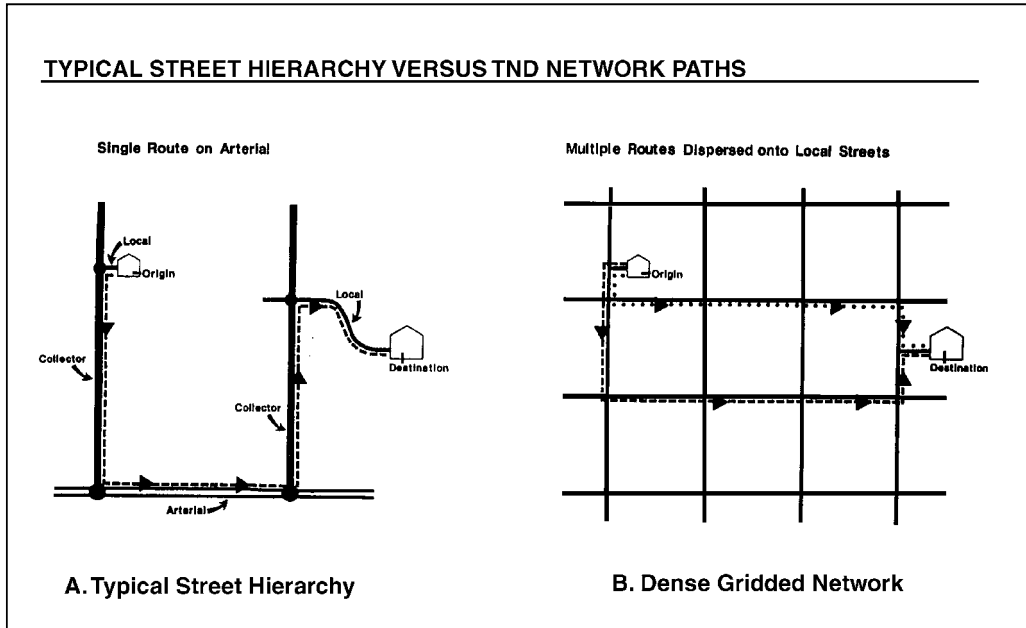 TYPICAL STREET HIERARCHY VERSUS TND NETWORK PATHS
Single Route on Arterial
Local
Origin
Local
Collector
Destination
Collector
Arterial
A. Typical Street Hierarchy
Multiple Routes Dispersed onto Local Streets
Origin
Destination
B. Dense Gridded Network